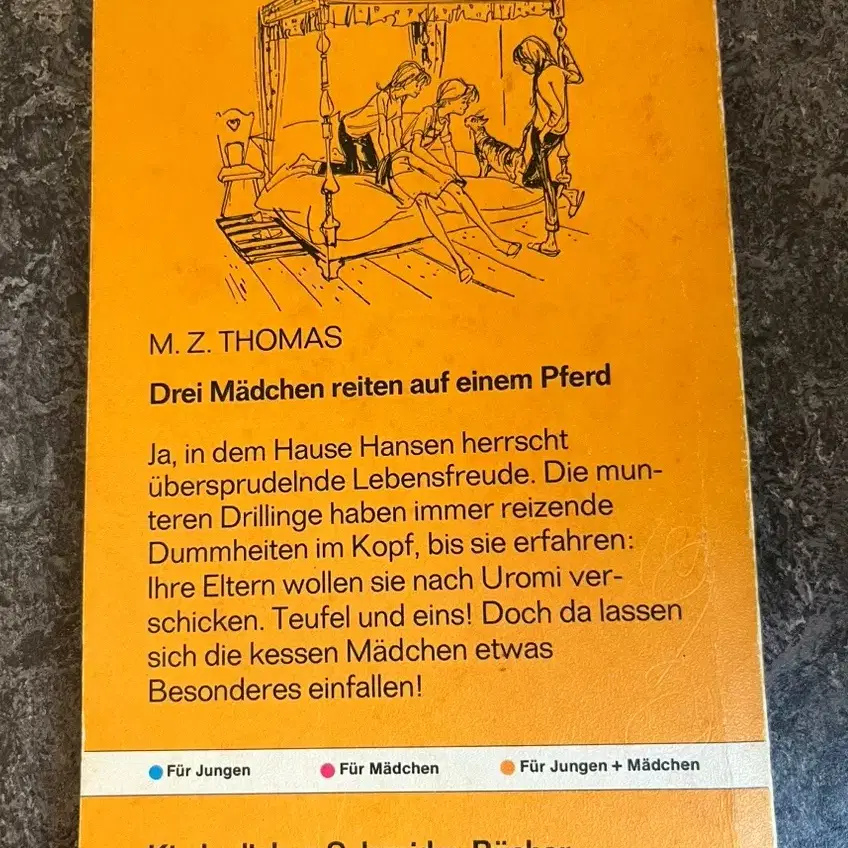 M. Z. THOMAS
Drei Mädchen reiten auf einem Pferd
Ja, in dem Hause Hansen herrscht
übersprudelnde Lebensfreude. Die mun-
teren Drillinge haben immer reizende
Dummheiten im Kopf, bis sie erfahren:
Ihre Eltern wollen sie nach Uromi ver-
schicken. Teufel und eins! Doch da lassen
sich die kessen Mädchen etwas
Besonderes einfallen!
Für Jungen Für Mädchen Für Jungen + Mädchen